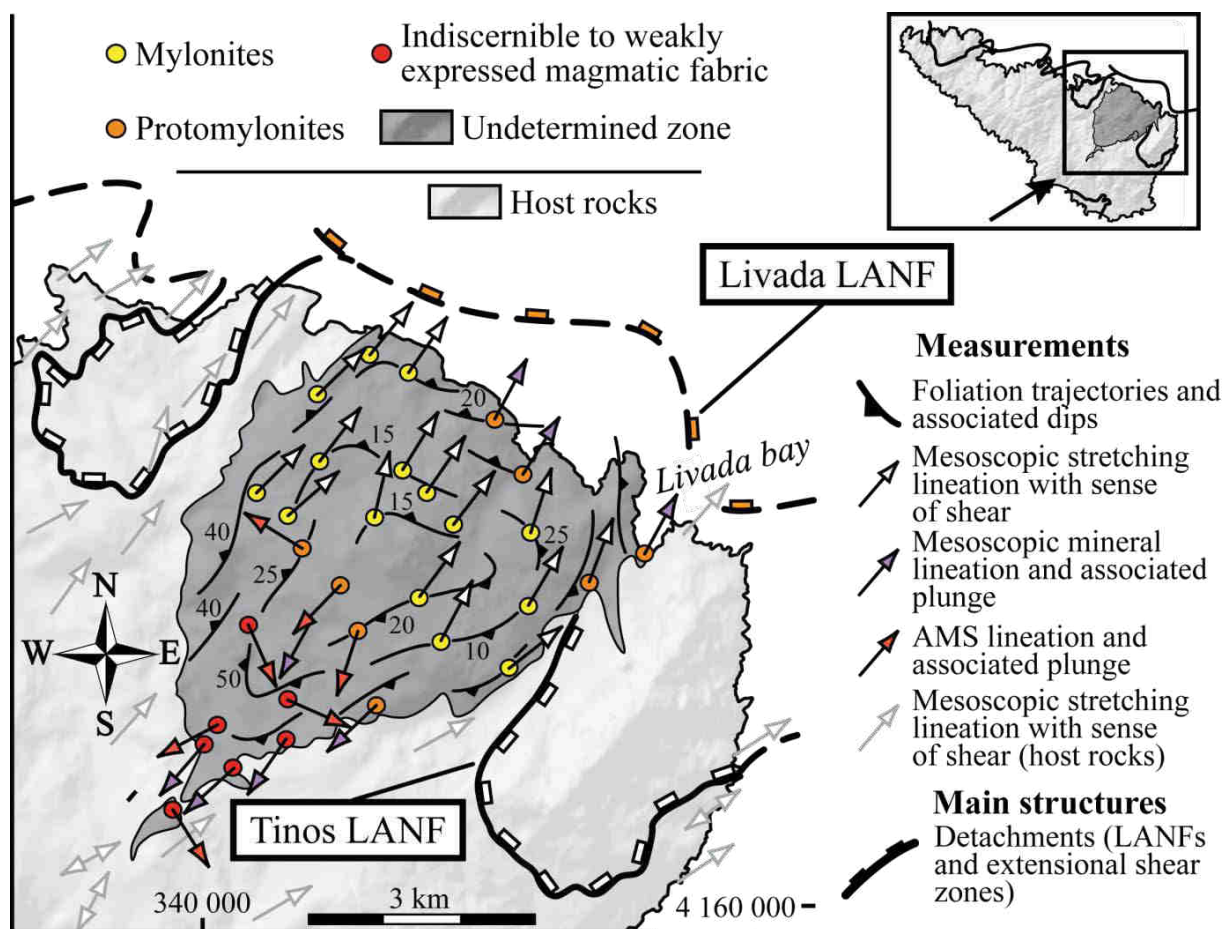 Mylonites
Indiscernible to weakly
expressed magmatic fabric
Protomylonites
Undetermined zone
Host rocks
Livada LANF
Measurements
Foliation trajectories and
associated dips
Mesoscopic stretching
lineation with sense
of shear
Mesoscopic mineral
lineation and associated
plunge
AMS lineation and
associated plunge
Mesoscopic stretching
lineation with sense
of shear (host rocks)
Main structures
Detachments (LANFs
and extensional shear
zones)
Livada bay
20
15
15
40
25
25
40
20
10
50
N
W
E
S
Tinos LANF
340 000
3 km
4 160 000